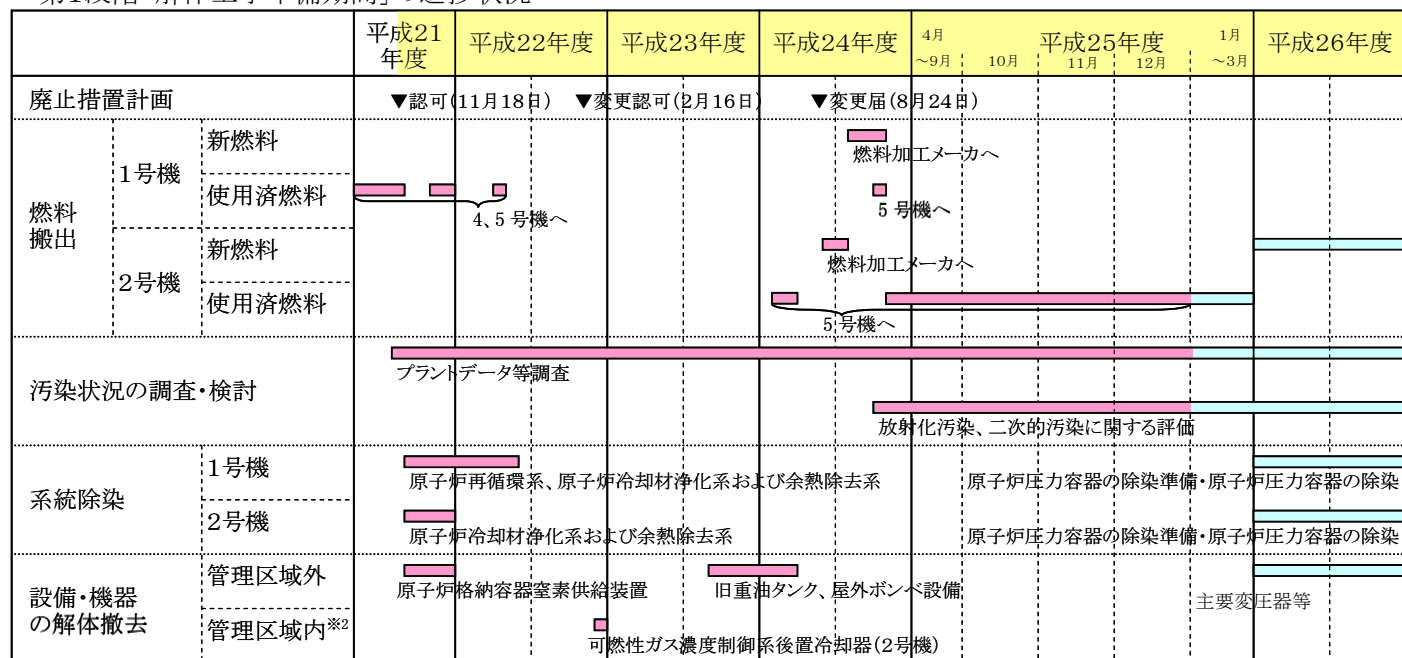 平成21年度 平成22年度 平成23年度 平成24年度 4月～9月 平成25年度 10月 11月 12月 1月～3月 平成26年度
廃止措置計画 ▼認可(11月18日) ▼変更認可(2月16日) ▼変更届(8月24日)
燃料搬出
1号機
新燃料
燃料加工メーカへ
使用済燃料
4、5号機へ
5号機へ
2号機
新燃料
燃料加工メーカへ
使用済燃料
5号機へ
汚染状況の調査・検討
プラントデータ等調査
放射化汚染、二次的汚染に関する評価
系統除染
1号機
原子炉再循環系、原子炉冷却材浄化系および余熱除去系 原子炉圧力容器の除染準備・原子炉圧力容器の除染
2号機
原子炉冷却材浄化系および余熱除去系 原子炉圧力容器の除染準備・原子炉圧力容器の除染
設備・機器
の解体撤去
管理区域外
原子炉格納容器窒素供給装置 旧重油タンク、屋外ボンベ設備
主要変圧器等
管理区域内※2
可燃性ガス濃度制御系後置冷却器(2号機)